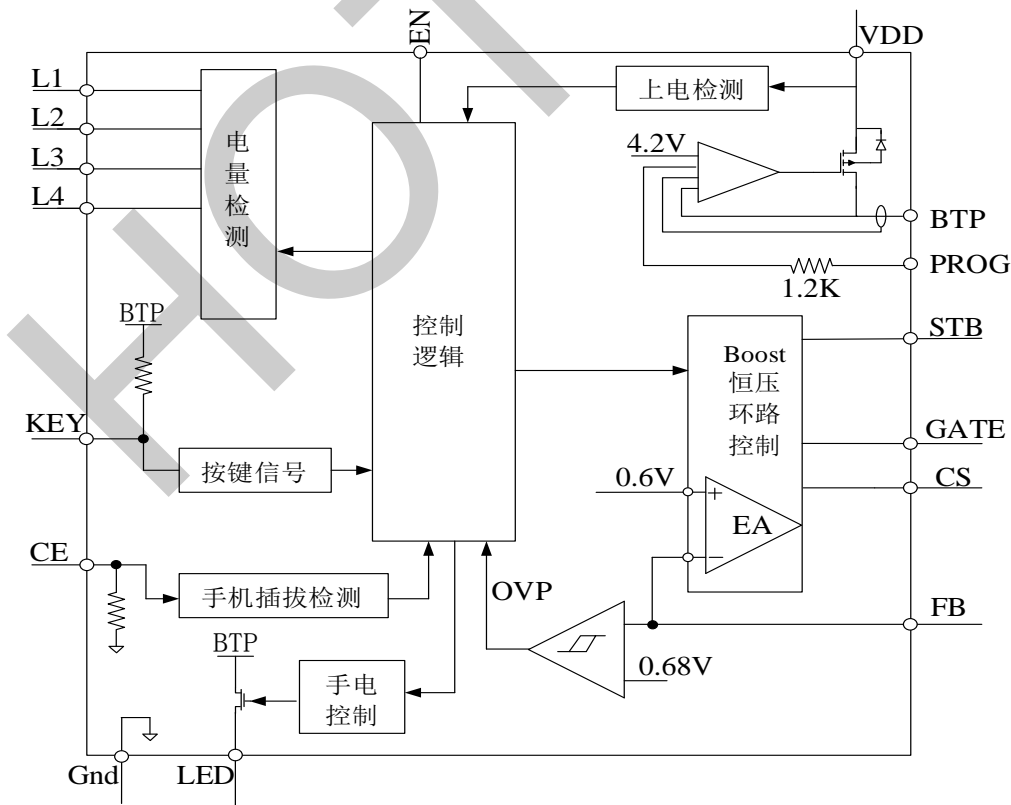 EN
VDD
L1
L2
L3
L4
电
量
检
测
上电检测
4.2V
BTP
PROG
1.2K
BTP
控制
逻辑
STB
Boost
恒压
环路
控制
KEY
按键信号
GATE
0.6V
CS
EA
CE
手机插拔检测
OVP
FB
0.68V
BTP
手电
控制
Gnd
LED
HOT